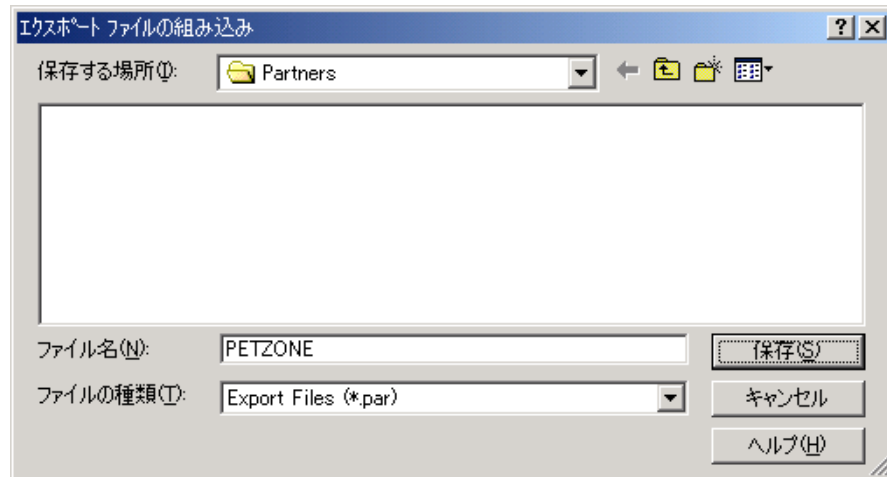 エクスポート ファイルの組み込み
保存する場所(I): Partners
ファイル名(N): PETZONE 保存(S)
ファイルの種類(T): Export Files (*.par) キャンセル
ヘルプ(H)